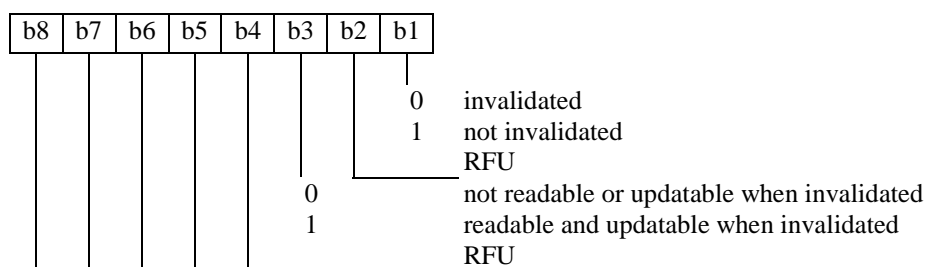 b8 b7 b6 b5 b4 b3 b2 b1
0 invalidated
1 not invalidated
RFU
0 not readable or updatable when invalidated
1 readable and updatable when invalidated
RFU